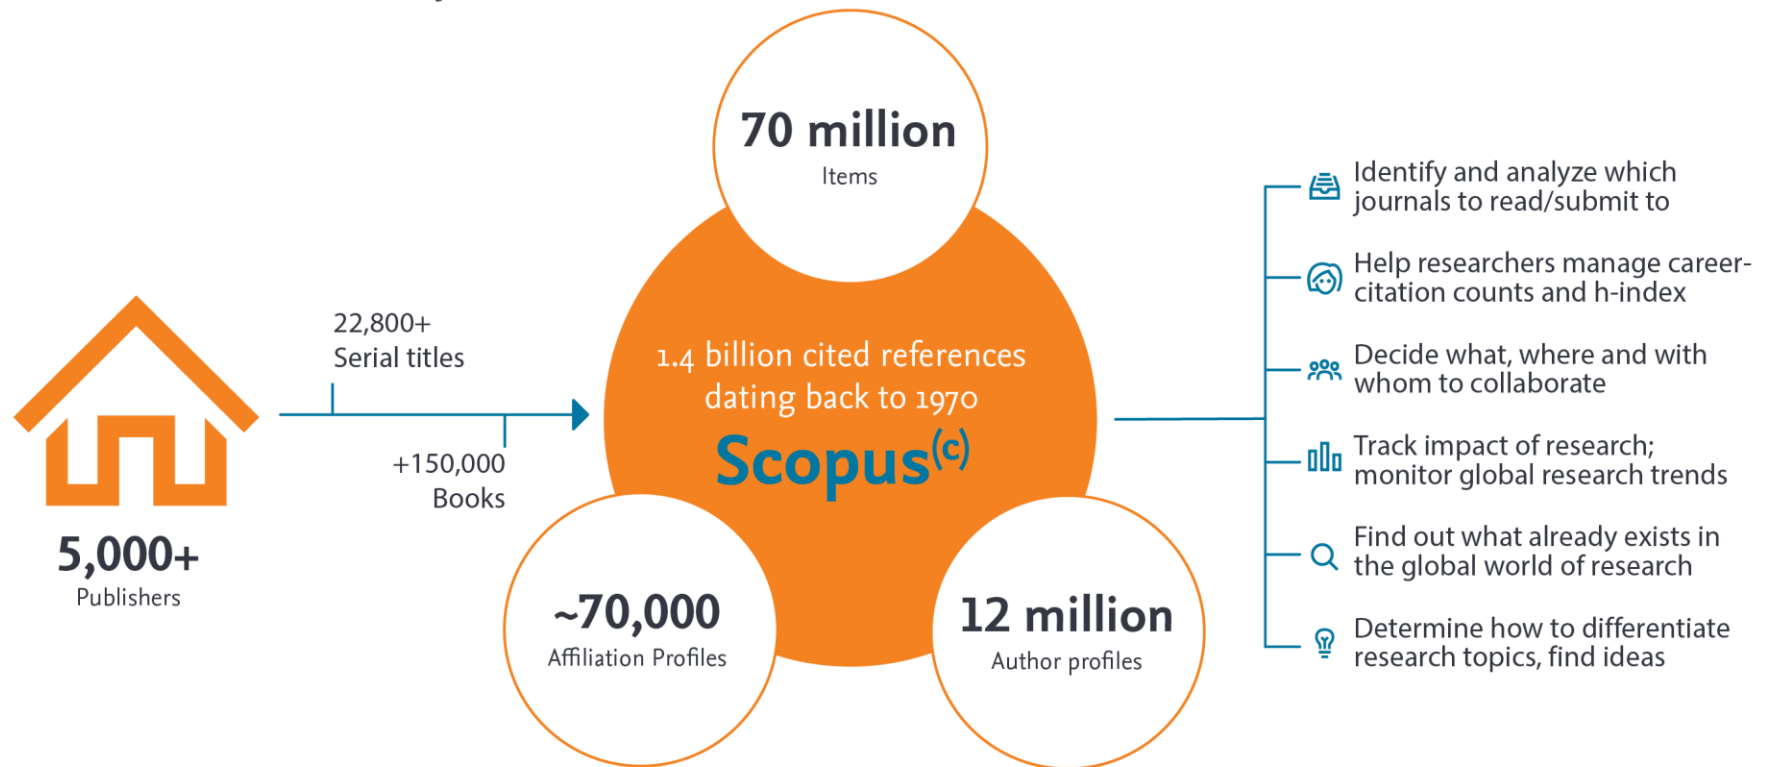 70 million
Items
22,800+
Serial titles
+150,000
Books
5,000+
Publishers
1.4 billion cited references
dating back to 1970
Scopus(c)
~70,000
Affiliation Profiles
12 million
Author profiles
Identify and analyze which
journals to read/submit to
Help researchers manage career-
citation counts and h-index
Decide what, where and with
whom to collaborate
Track impact of research;
monitor global research trends
Find out what already exists in
the global world of research
Determine how to differentiate
research topics, find ideas